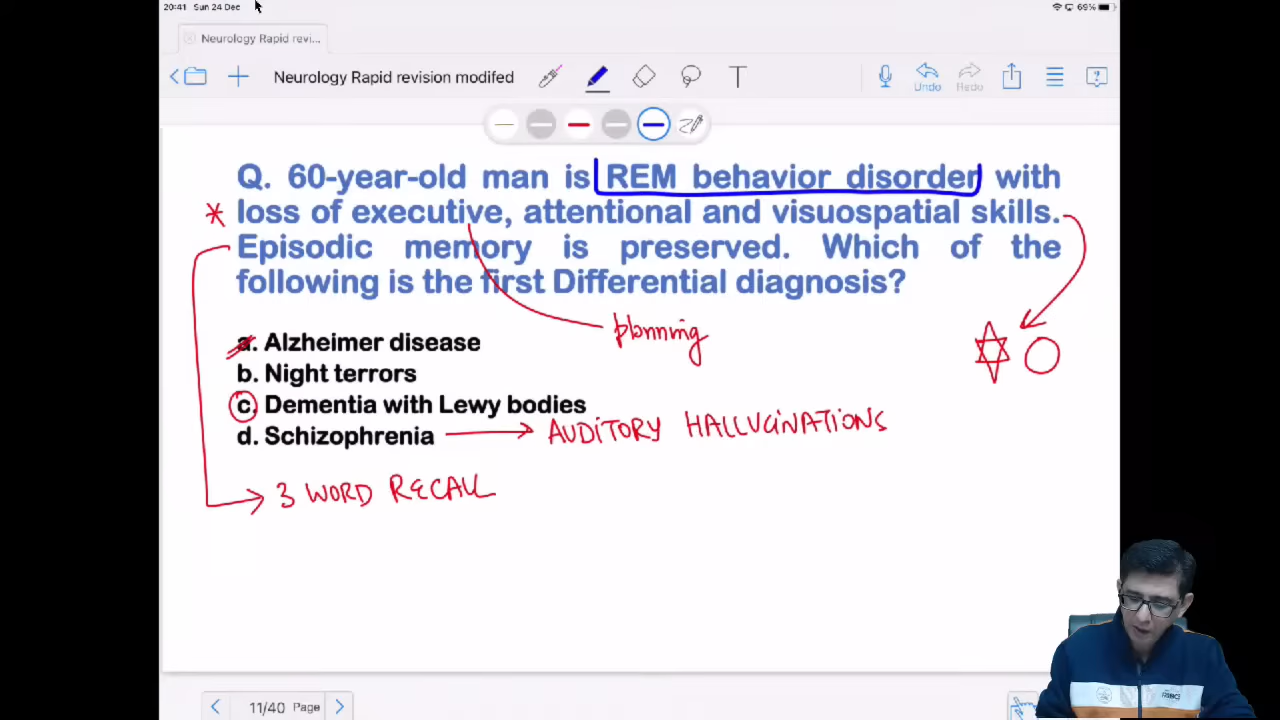 20:41 Sun 24 Dec
69%
Neurology Rapid revi...
Neurology Rapid revision modifed
T
Undo
Redo
Q. 60-year-old man is REM behavior disorder with
* loss of executive, attentional and visuospatial skills.
Episodic memory is preserved. Which of the
following is the first Differential diagnosis?
planning
a. Alzheimer disease
b. Night terrors
c. Dementia with Lewy bodies
d. Schizophrenia → AUDITORY HALLUCINATIONS
3 WORD RECALL
11/40 Page